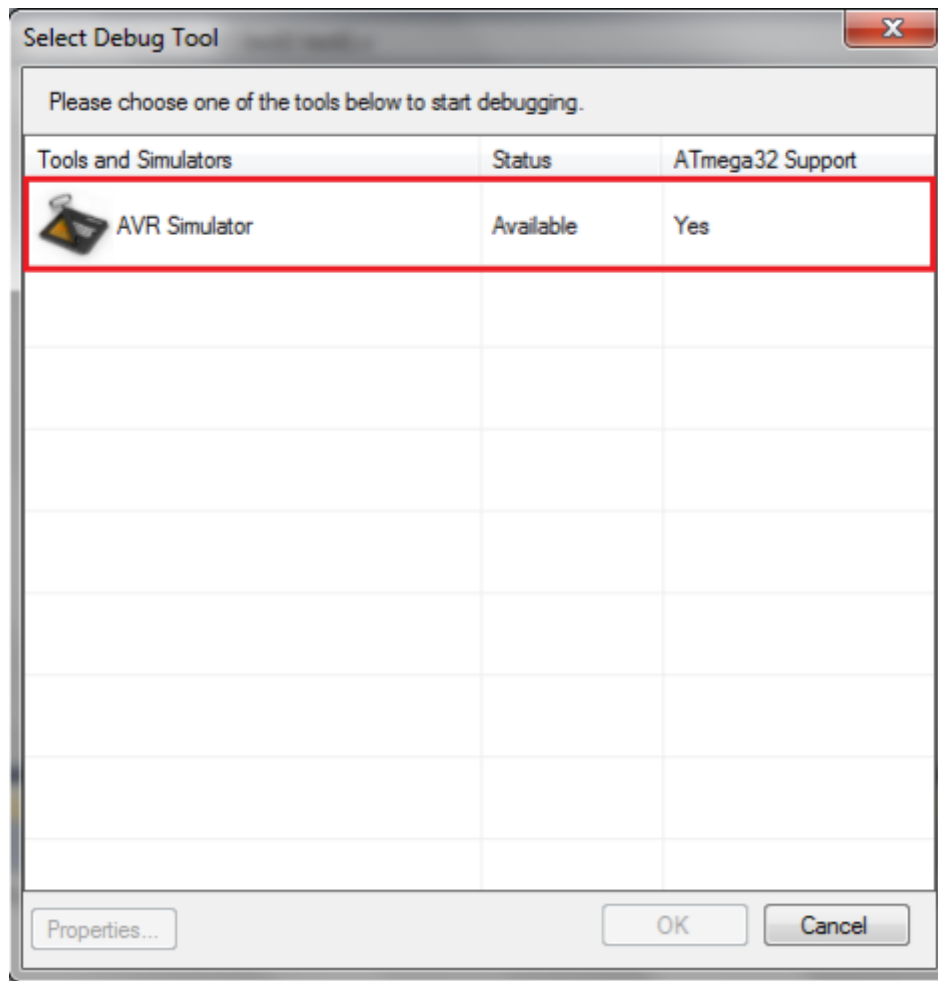 Select Debug Tool
Please choose one of the tools below to start debugging.
Tools and Simulators Status ATmega32 Support
AVR Simulator Available Yes
Properties... OK Cancel